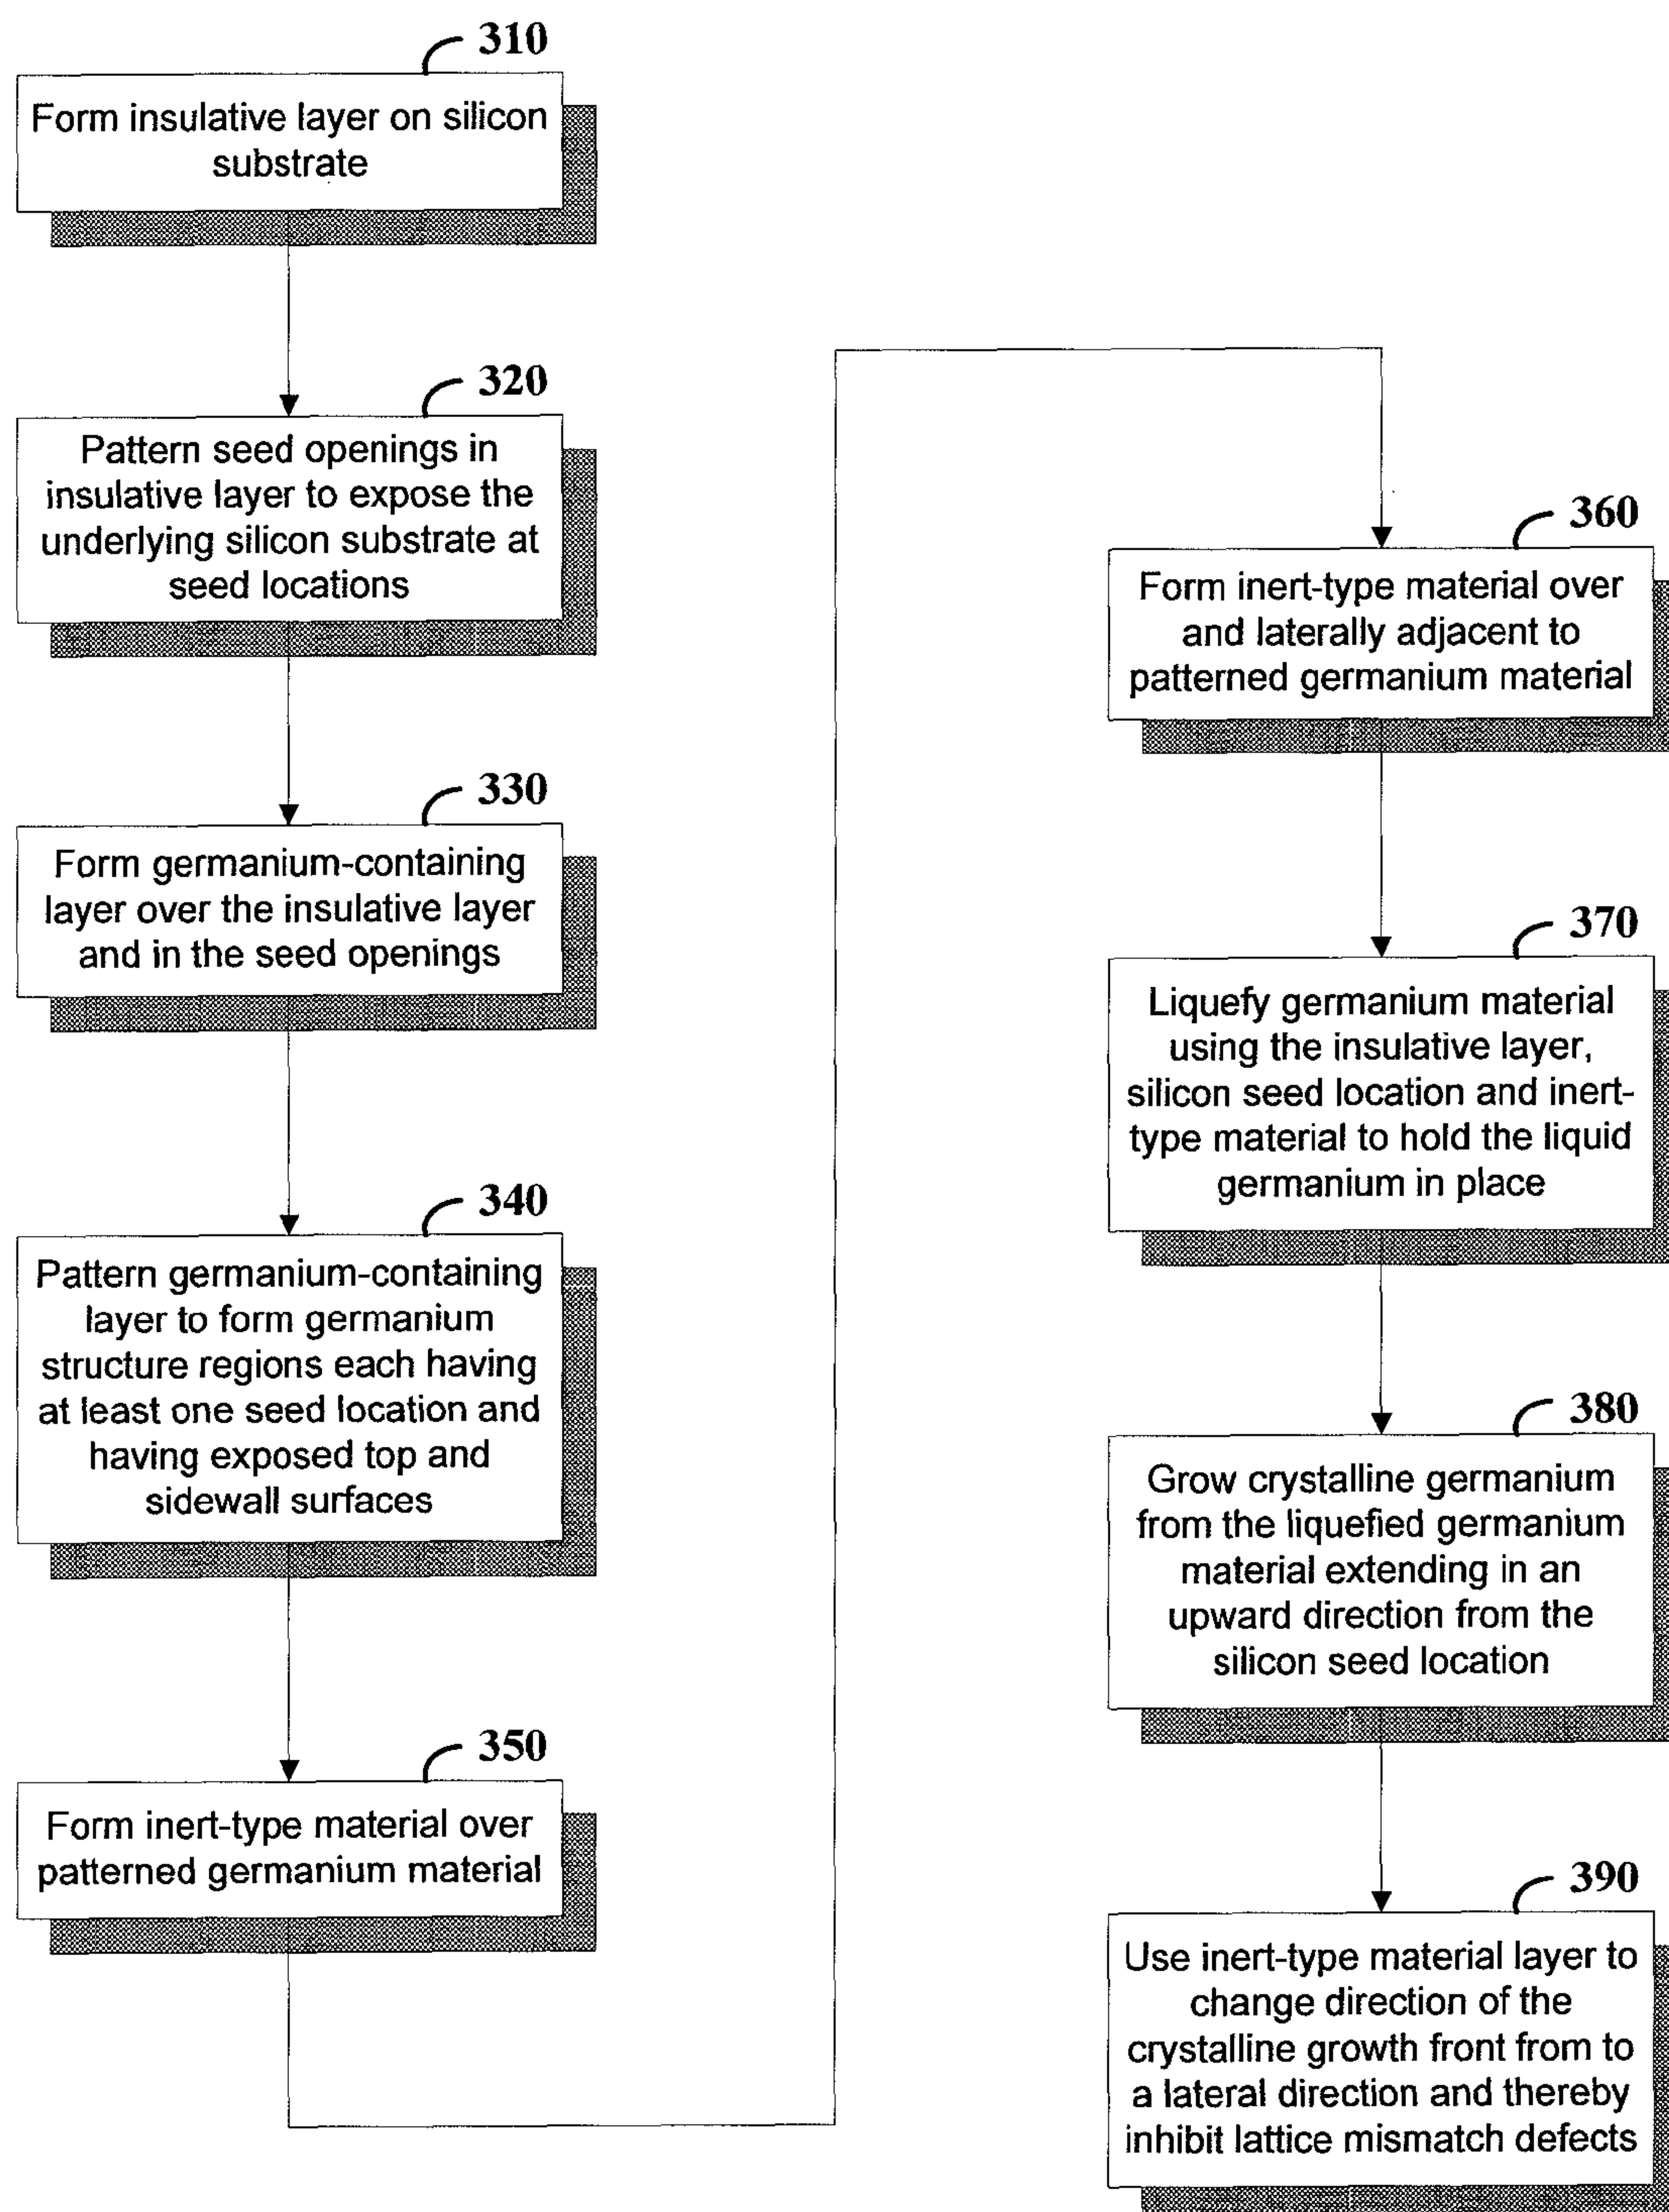 310
Form insulative layer on silicon
substrate
320
Pattern seed openings in
insulative layer to expose the
underlying silicon substrate at
seed locations
330
Form germanium-containing
layer over the insulative layer
and in the seed openings
340
Pattern germanium-containing
layer to form germanium
structure regions each having
at least one seed location and
having exposed top and
sidewall surfaces
350
Form inert-type material over
patterned germanium material
360
Form inert-type material over
and laterally adjacent to
patterned germanium material
370
Liquefy germanium material
using the insulative layer,
silicon seed location and inert-
type material to hold the liquid
germanium in place
380
Grow crystalline germanium
from the liquefied germanium
material extending in an
upward direction from the
silicon seed location
390
Use inert-type material layer to
change direction of the
crystalline growth front from to
a lateral direction and thereby
inhibit lattice mismatch defects